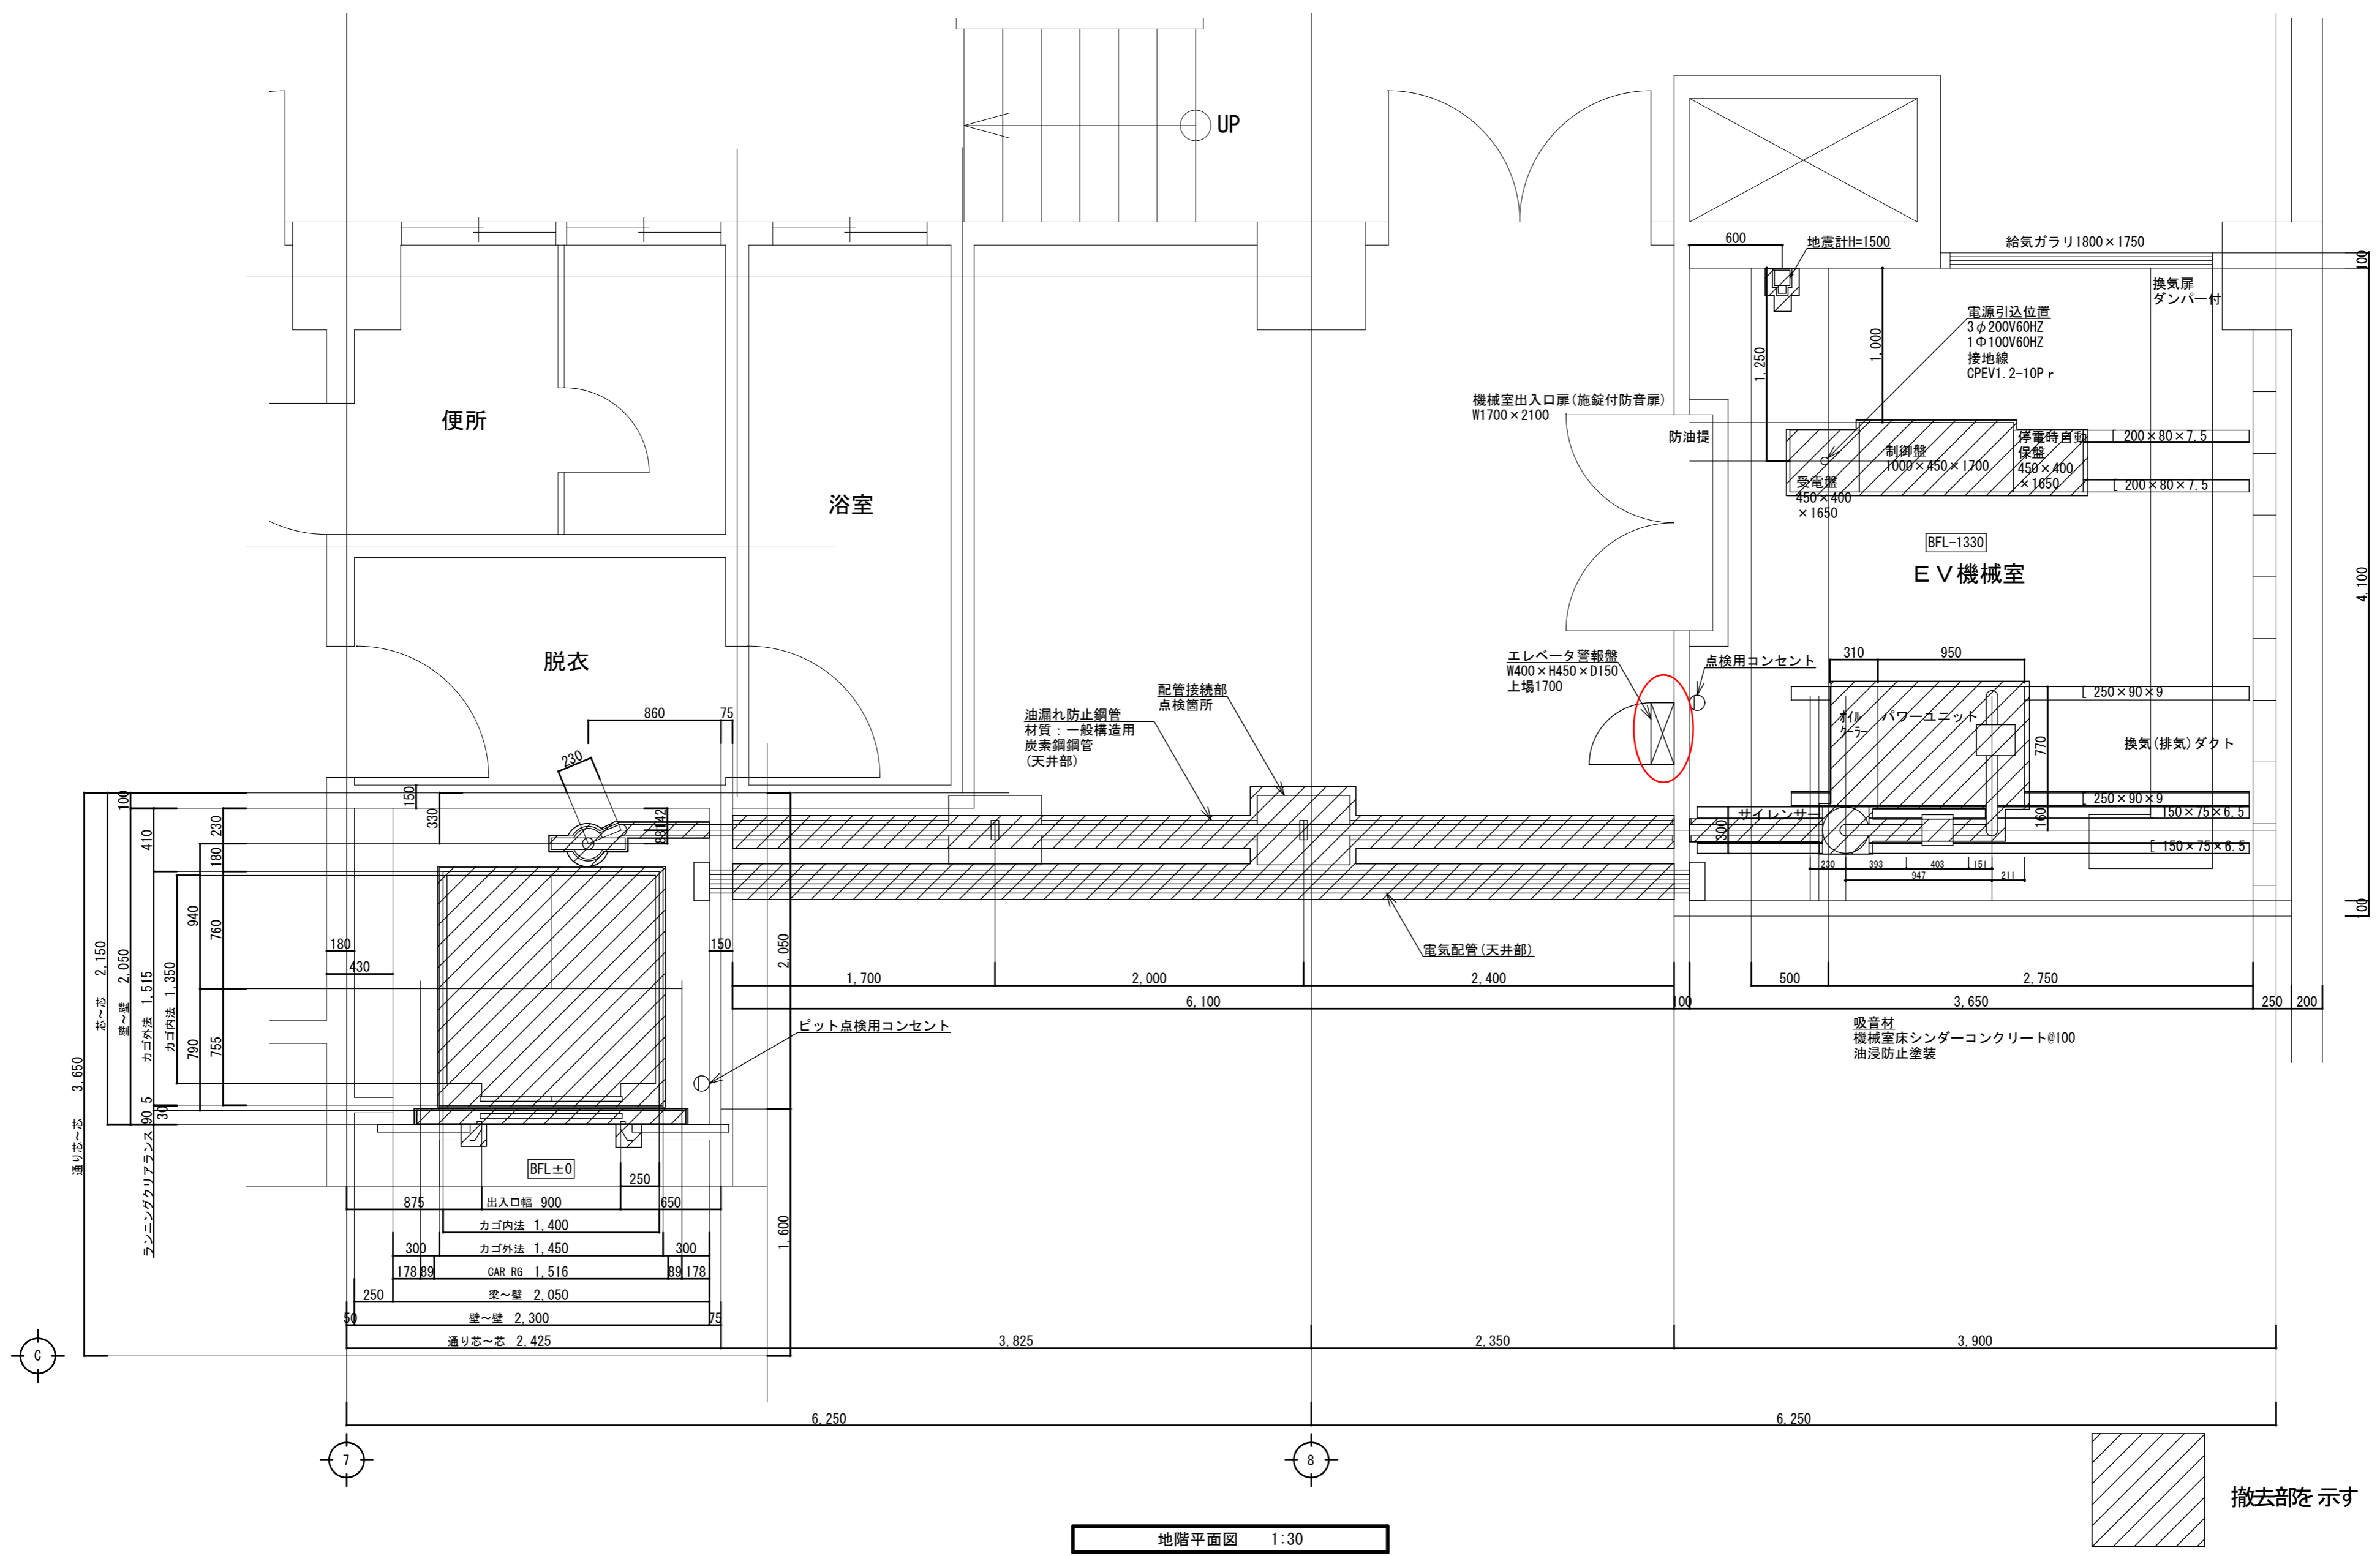 UP
600
地震計H=1500
給気ガラリ1800×1750
100
換気扉
ダンパー付
電源引込位置
3φ200V60HZ
1Φ100V60HZ
接地線
CPEV1.2-10Pr
1,250
1,000
機械室出入口扉(施錠付防音扉)
W1700×2100
防油提
便所
浴室
制御盤
1000×450×1700
停電時自動
保盤
450×400
×1650
[ 200×80×7.5
[ 200×80×7.5
受電盤
450×400
×1650
BFL-1330
EV機械室
4,100
脱衣
エレベータ警報盤
W400×H450×D150
上場1700
点検用コンセント
310
950
配管接続部
点検箇所
油漏れ防止鋼管
材質：一般構造用
炭素鋼鋼管
(天井部)
860
75
230
[ 250×90×9
オイル
クーラー
パワーユニット
770
換気(排気)ダクト
[ 250×90×9
サイレンサー
300
160
[ 150×75×6.5
[ 150×75×6.5
230
393
403
151
947
211
100
100
410
230
150
330
142
83
180
940
760
2,150
芯～芯
2,050
壁～壁
カゴ外法 1,515
カゴ内法 1,350
790
755
180
430
150
2,050
電気配管(天井部)
1,700
2,000
2,400
500
2,750
6,100
100
3,650
250
200
ピット点検用コンセント
吸音材
機械室床シンダーコンクリート@100
油浸防止塗装
通り芯～芯 3,650
ランニングクリアランス 90
5
30
BFL±0
250
875
出入口幅 900
650
カゴ内法 1,400
300
カゴ外法 1,450
300
178
89
CAR RG 1,516
89
178
250
梁～壁 2,050
50
壁～壁 2,300
75
通り芯～芯 2,425
1,600
3,825
2,350
3,900
C
6,250
6,250
7
8
撤去部を示す
地階平面図 1:30